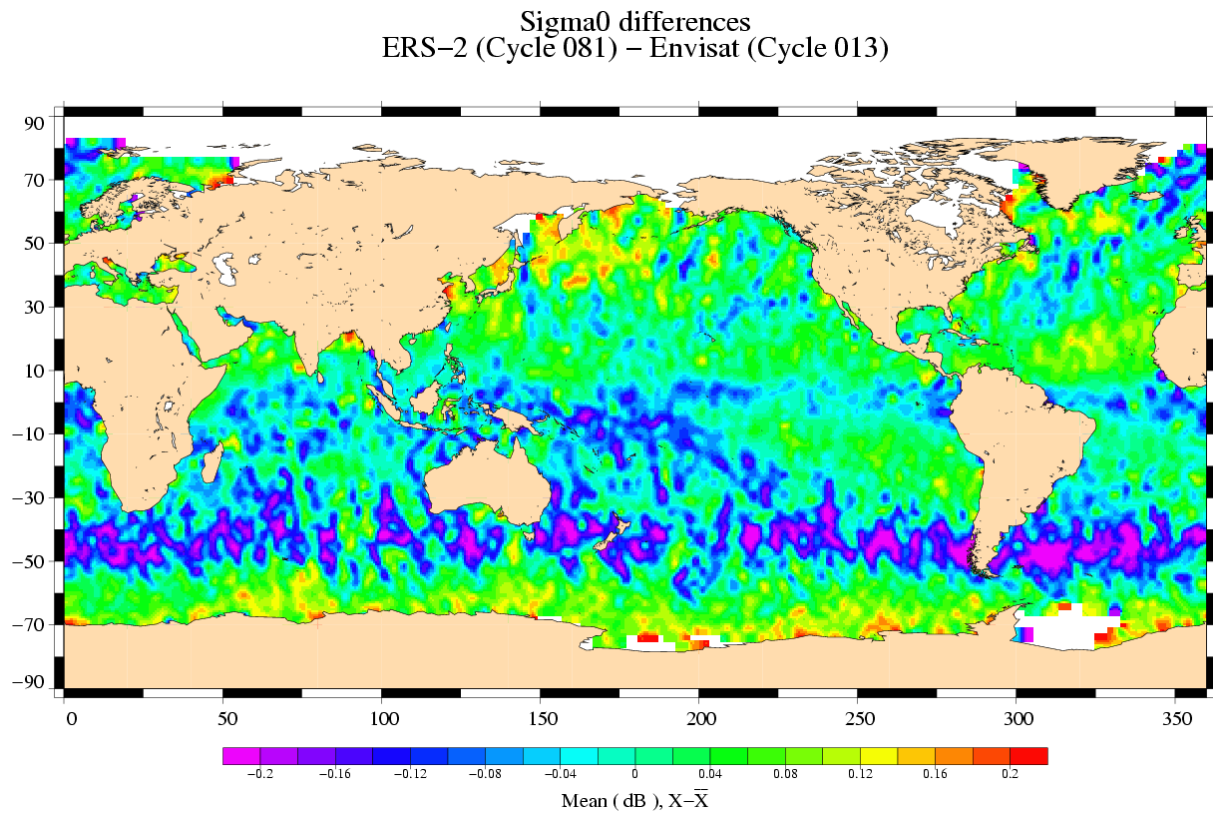 Sigma0 differences
ERS−2 (Cycle 081) − Envisat (Cycle 013)
90
70
50
30
10
−10
−30
−50
−70
−90
0 50 100 150 200 250 300 350
−0.2 −0.16 −0.12 −0.08 −0.04 0 0.04 0.08 0.12 0.16 0.2
Mean ( dB ), X−X̅